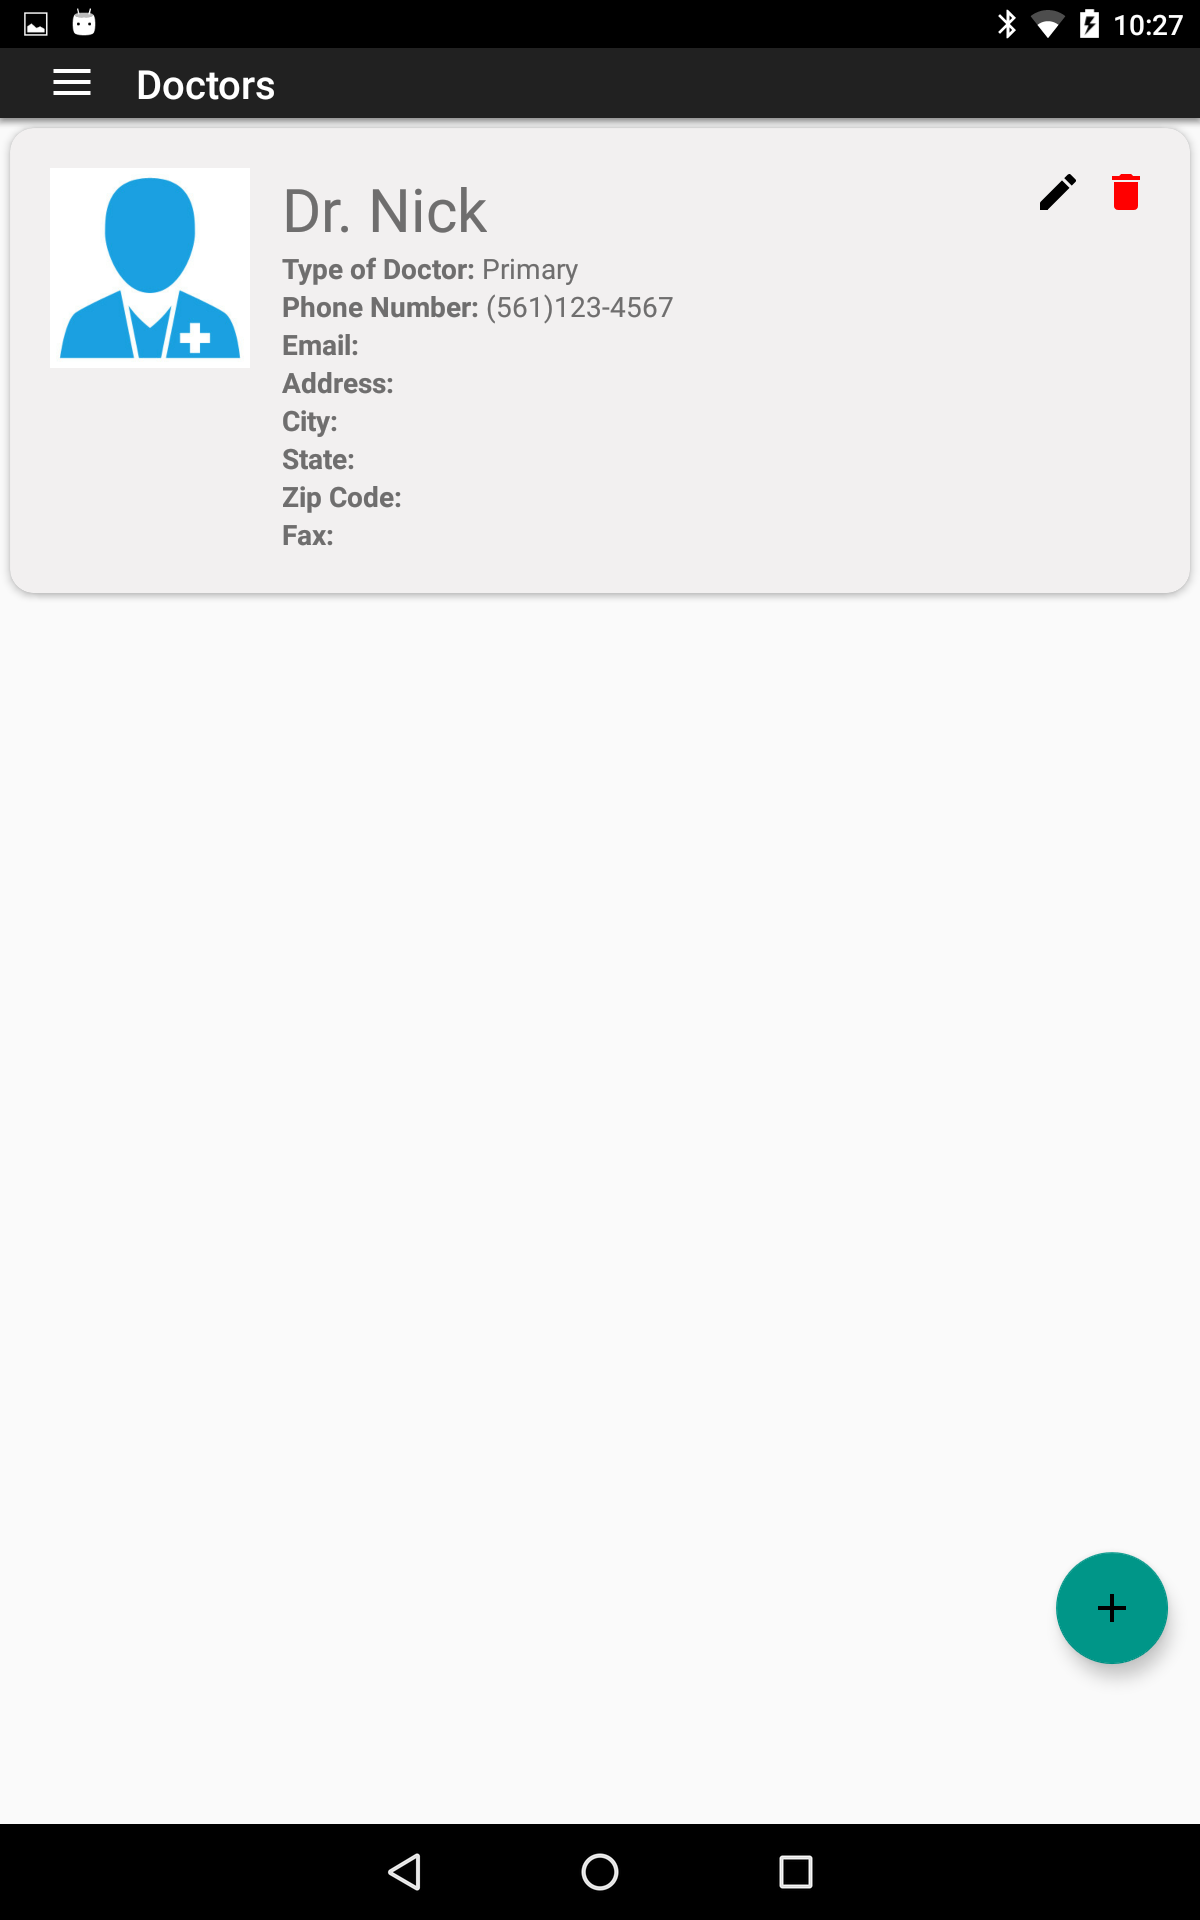 10:27
Doctors
Dr. Nick
Type of Doctor: Primary
Phone Number: (561)123-4567
Email:
Address:
City:
State:
Zip Code:
Fax: